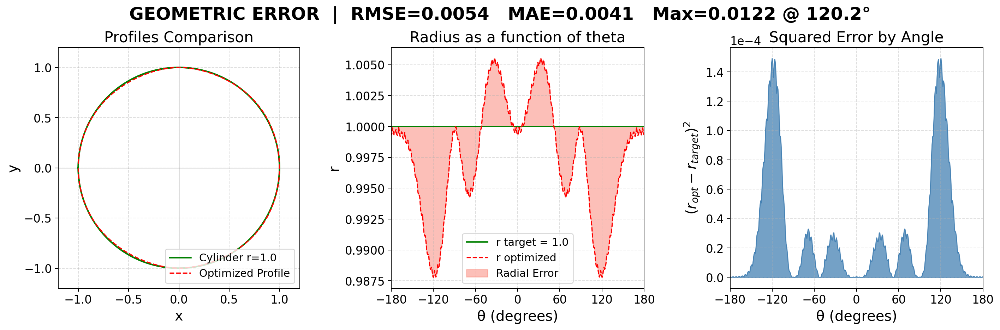 GEOMETRIC ERROR | RMSE=0.0054 MAE=0.0041 Max=0.0122 @ 120.2°
Profiles Comparison
1.0
0.5
0.0
−0.5
−1.0
y
−1.0 −0.5 0.0 0.5 1.0
x
Cylinder r=1.0
Optimized Profile
Radius as a function of theta
1.0050
1.0025
1.0000
0.9975
0.9950
0.9925
0.9900
0.9875
r
−180 −120 −60 0 60 120 180
θ (degrees)
r target = 1.0
r optimized
Radial Error
1e−4 Squared Error by Angle
1.4
1.2
1.0
0.8
0.6
0.4
0.2
0.0
(r_opt − r_target)²
−180 −120 −60 0 60 120 180
θ (degrees)